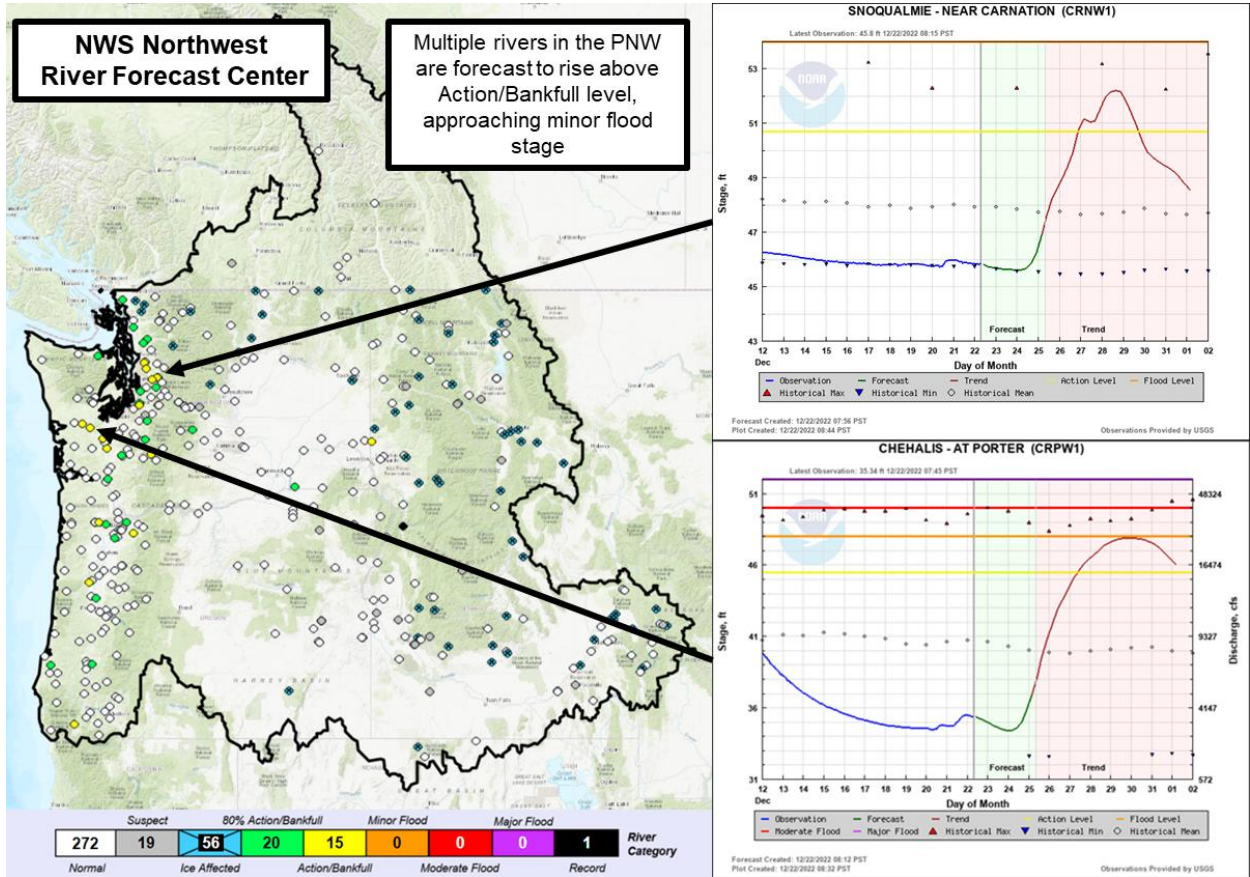 NWS Northwest
River Forecast Center
Multiple rivers in the PNW
are forecast to rise above
Action/Bankfull level,
approaching minor flood
stage
Suspect
80% Action/Bankfull
Minor Flood
Major Flood
272
19
56
20
15
0
0
0
1
River
Category
Normal
Ice Affected
Action/Bankfull
Moderate Flood
Record
SNOQUALMIE - NEAR CARNATION (CRNW1)
Latest Observation: 45.8 ft 12/22/2022 08:15 PST
NOAA
Stage, ft
53
51
49
47
45
43
Forecast
Trend
12 13 14 15 16 17 18 19 20 21 22 23 24 25 26 27 28 29 30 31 01 02
Dec
Day of Month
Observation Forecast Trend Action Level Flood Level
Historical Max Historical Min Historical Mean
Forecast Created: 12/22/2022 07:56 PST
Plot Created: 12/22/2022 08:44 PST
Observations Provided by USGS
CHEHALIS - AT PORTER (CRPW1)
Latest Observation: 35.34 ft 12/22/2022 07:45 PST
NOAA
Stage, ft
51
46
41
36
31
Discharge, cfs
48324
16474
9327
4147
572
Forecast
Trend
12 13 14 15 16 17 18 19 20 21 22 23 24 25 26 27 28 29 30 31 01 02
Dec
Day of Month
Observation Forecast Trend Action Level Flood Level
Moderate Flood Major Flood Historical Max Historical Min Historical Mean
Forecast Created: 12/22/2022 08:12 PST
Plot Created: 12/22/2022 08:32 PST
Observations Provided by USGS